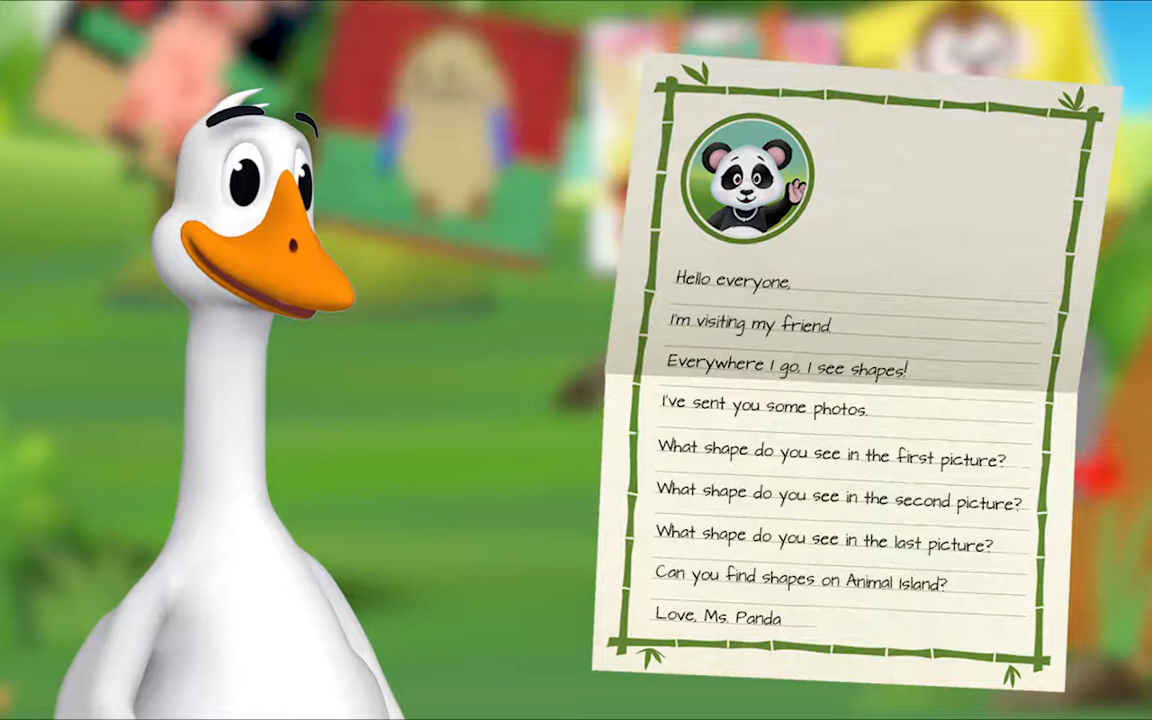 Hello everyone,
I'm visiting my friend.
Everywhere I go, I see shapes!
I've sent you some photos.
What shape do you see in the first picture?
What shape do you see in the second picture?
What shape do you see in the last picture?
Can you find shapes on Animal Island?
Love, Ms. Panda